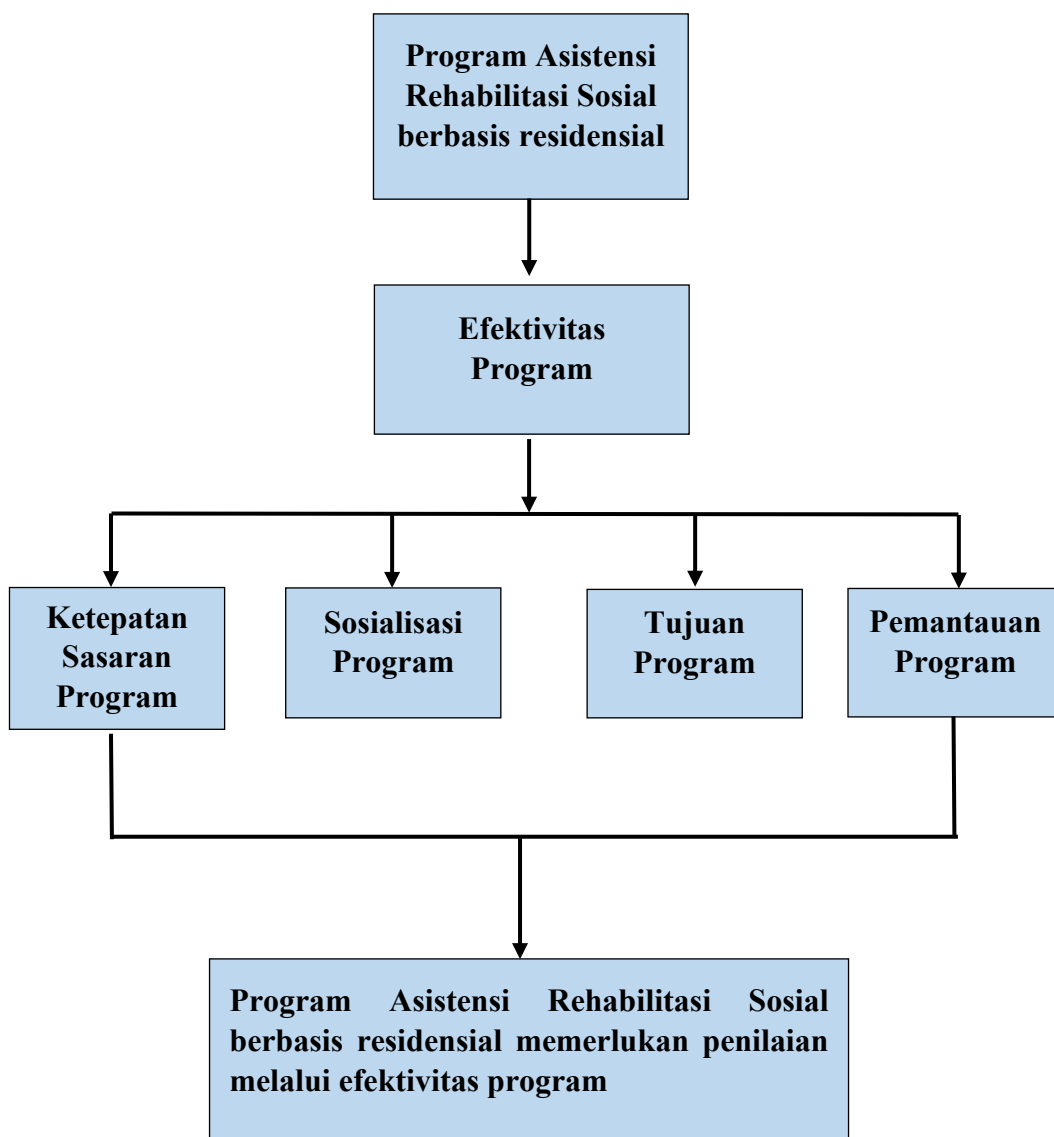 Program Asistensi
Rehabilitasi Sosial
berbasis residensial
Efektivitas
Program
Ketepatan
Sasaran
Program
Sosialisasi
Program
Tujuan
Program
Pemantauan
Program
Program Asistensi Rehabilitasi Sosial
berbasis residensial memerlukan penilaian
melalui efektivitas program